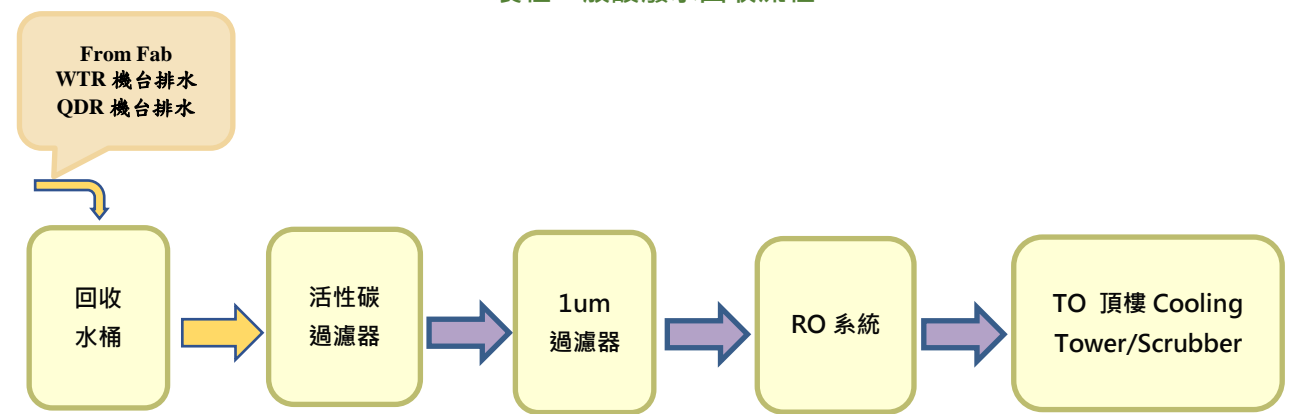 From Fab
WTR 機台排水
QDR 機台排水
回收
水桶
活性碳
過濾器
1um
過濾器
RO 系統
TO 頂樓 Cooling
Tower/Scrubber